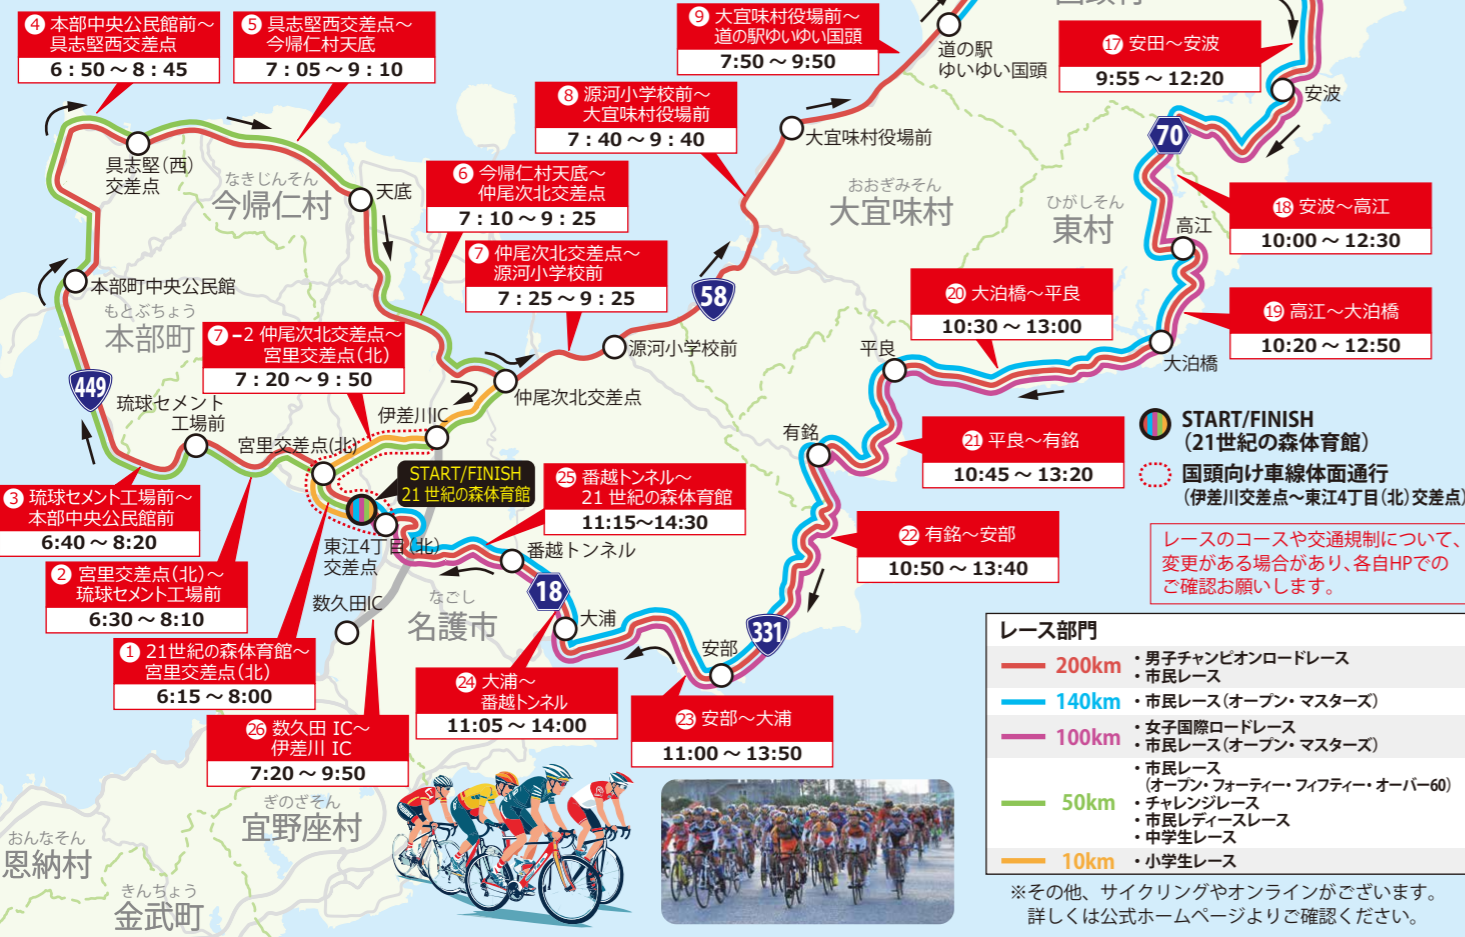 ④ 本部中央公民館前～
具志堅西交差点
6：50～8：45
⑤ 具志堅西交差点～
今帰仁村天底
7：05～9：10
⑨ 大宜味村役場前～
道の駅ゆいゆい国頭
7:50～9:50
道の駅
ゆいゆい国頭
⑰ 安田～安波
9:55～12:20
安波
⑧ 源河小学校前～
大宜味村役場前
7：40～9：40
大宜味村役場前
70
具志堅(西)
交差点
なきじんそん
今帰仁村
天底
⑥ 今帰仁村天底～
仲尾次北交差点
7：10～9：25
おおぎみそん
大宜味村
ひがしそん
東村
⑱ 安波～高江
10:00～12:30
高江
⑦ 仲尾次北交差点～
源河小学校前
7：25～9：25
58
本部町中央公民館
もとぶちょう
本部町
⑦－2 仲尾次北交差点～
宮里交差点(北)
7：20～9：50
⑳ 大泊橋～平良
10:30～13:00
⑲ 高江～大泊橋
10:20～12:50
源河小学校前
平良
大泊橋
449
仲尾次北交差点
琉球セメント
工場前
伊差川IC
宮里交差点(北)
有銘
㉑ 平良～有銘
10:45～13:20
START/FINISH
(21世紀の森体育館)
国頭向け車線体面通行
(伊差川交差点～東江4丁目(北)交差点)
START/FINISH
21世紀の森体育館
㉕ 番越トンネル～
21世紀の森体育館
11:15～14:30
③ 琉球セメント工場前～
本部中央公民館前
6:40～8:20
㉒ 有銘～安部
10:50～13:40
レースのコースや交通規制について、
変更がある場合があり、各自HPでの
ご確認お願いします。
東江4丁目(北)
交差点
番越トンネル
② 宮里交差点(北)～
琉球セメント工場前
6:30～8:10
18
数久田IC
なごし
名護市
大浦
331
安部
① 21世紀の森体育館～
宮里交差点(北)
6:15～8:00
㉔ 大浦～
番越トンネル
11:05～14:00
㉓ 安部～大浦
11:00～13:50
㉖ 数久田 IC～
伊差川 IC
7:20～9:50
レース部門
200km ・男子チャンピオンロードレース
・市民レース
140km ・市民レース(オープン・マスターズ)
100km ・女子国際ロードレース
・市民レース(オープン・マスターズ)
50km ・市民レース
(オープン・フォーティー・フィフティー・オーバー60)
・チャレンジレース
・市民レディースレース
・中学生レース
10km ・小学生レース
ぎのざそん
宜野座村
おんなそん
恩納村
きんちょう
金武町
※その他、サイクリングやオンラインがございます。
詳しくは公式ホームページよりご確認ください。